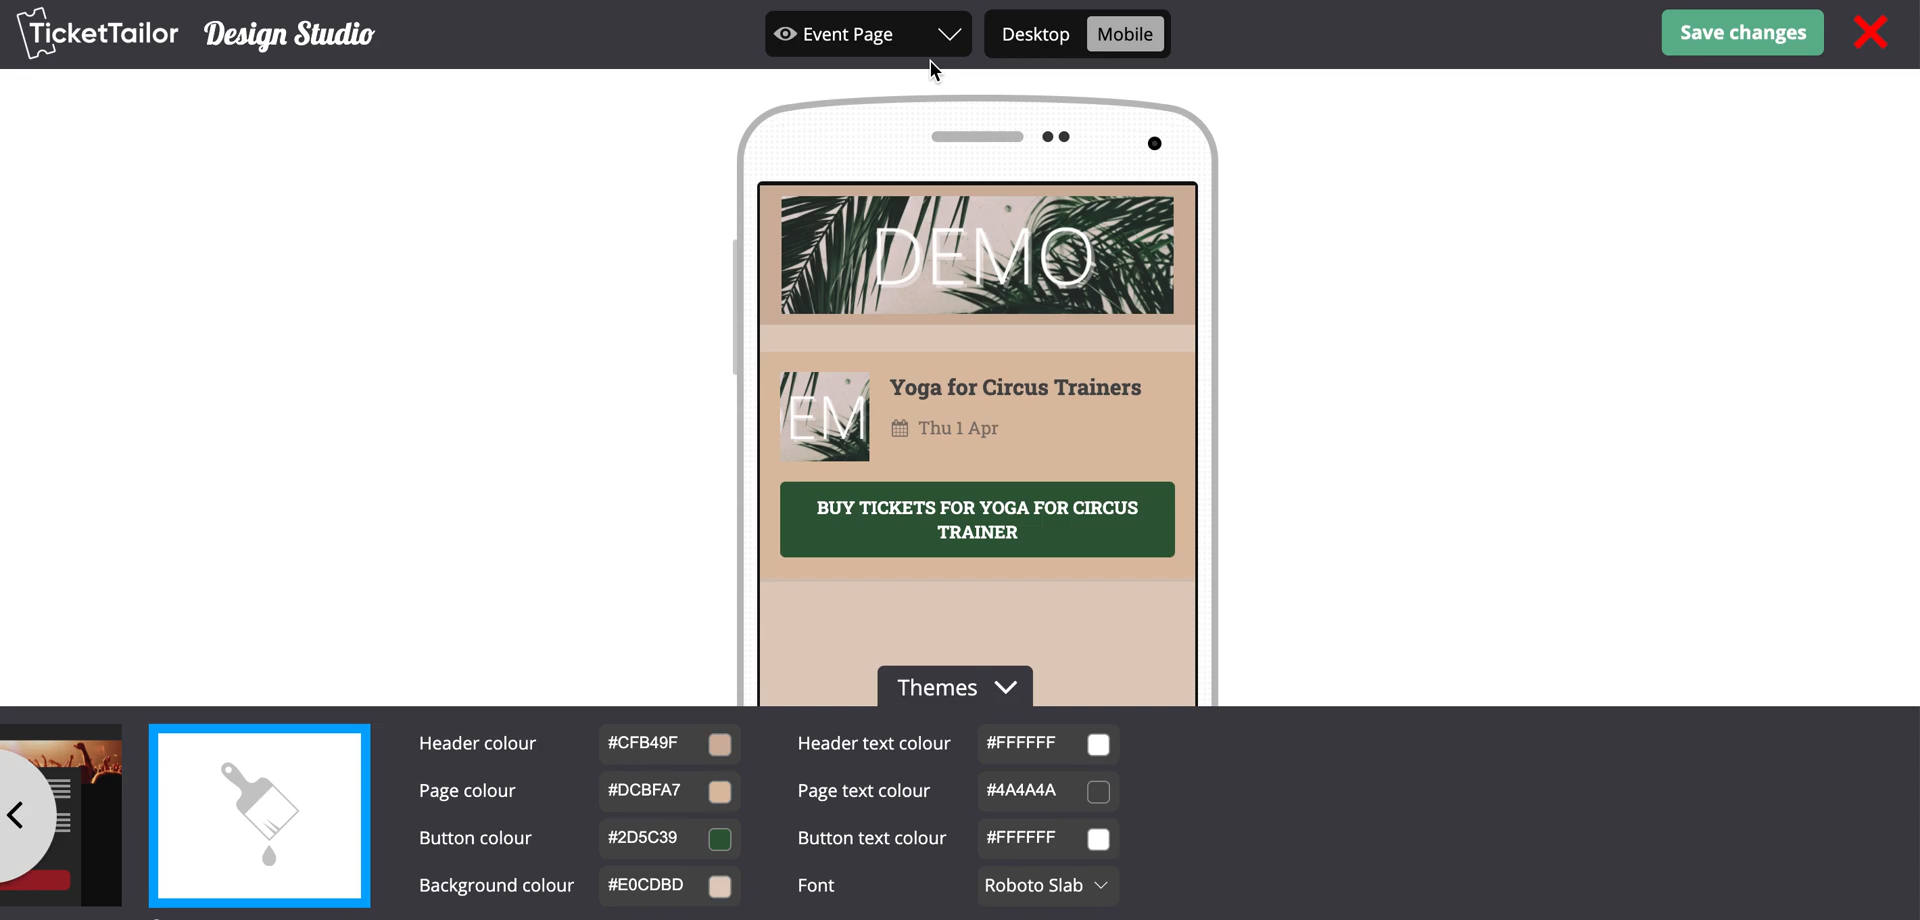 TicketTailor Design Studio
Event Page
Desktop
Mobile
Save changes
DEMO
EM
Yoga for Circus Trainers
Thu 1 Apr
BUY TICKETS FOR YOGA FOR CIRCUS
TRAINER
Themes
Header colour #CFB49F
Header text colour #FFFFFF
Page colour #DCBFA7
Page text colour #4A4A4A
Button colour #2D5C39
Button text colour #FFFFFF
Background colour #E0CDBD
Font Roboto Slab